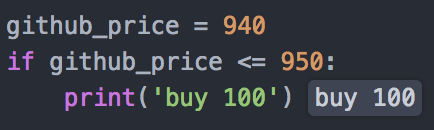 github_price = 940
if github_price <= 950:
    print('buy 100') buy 100